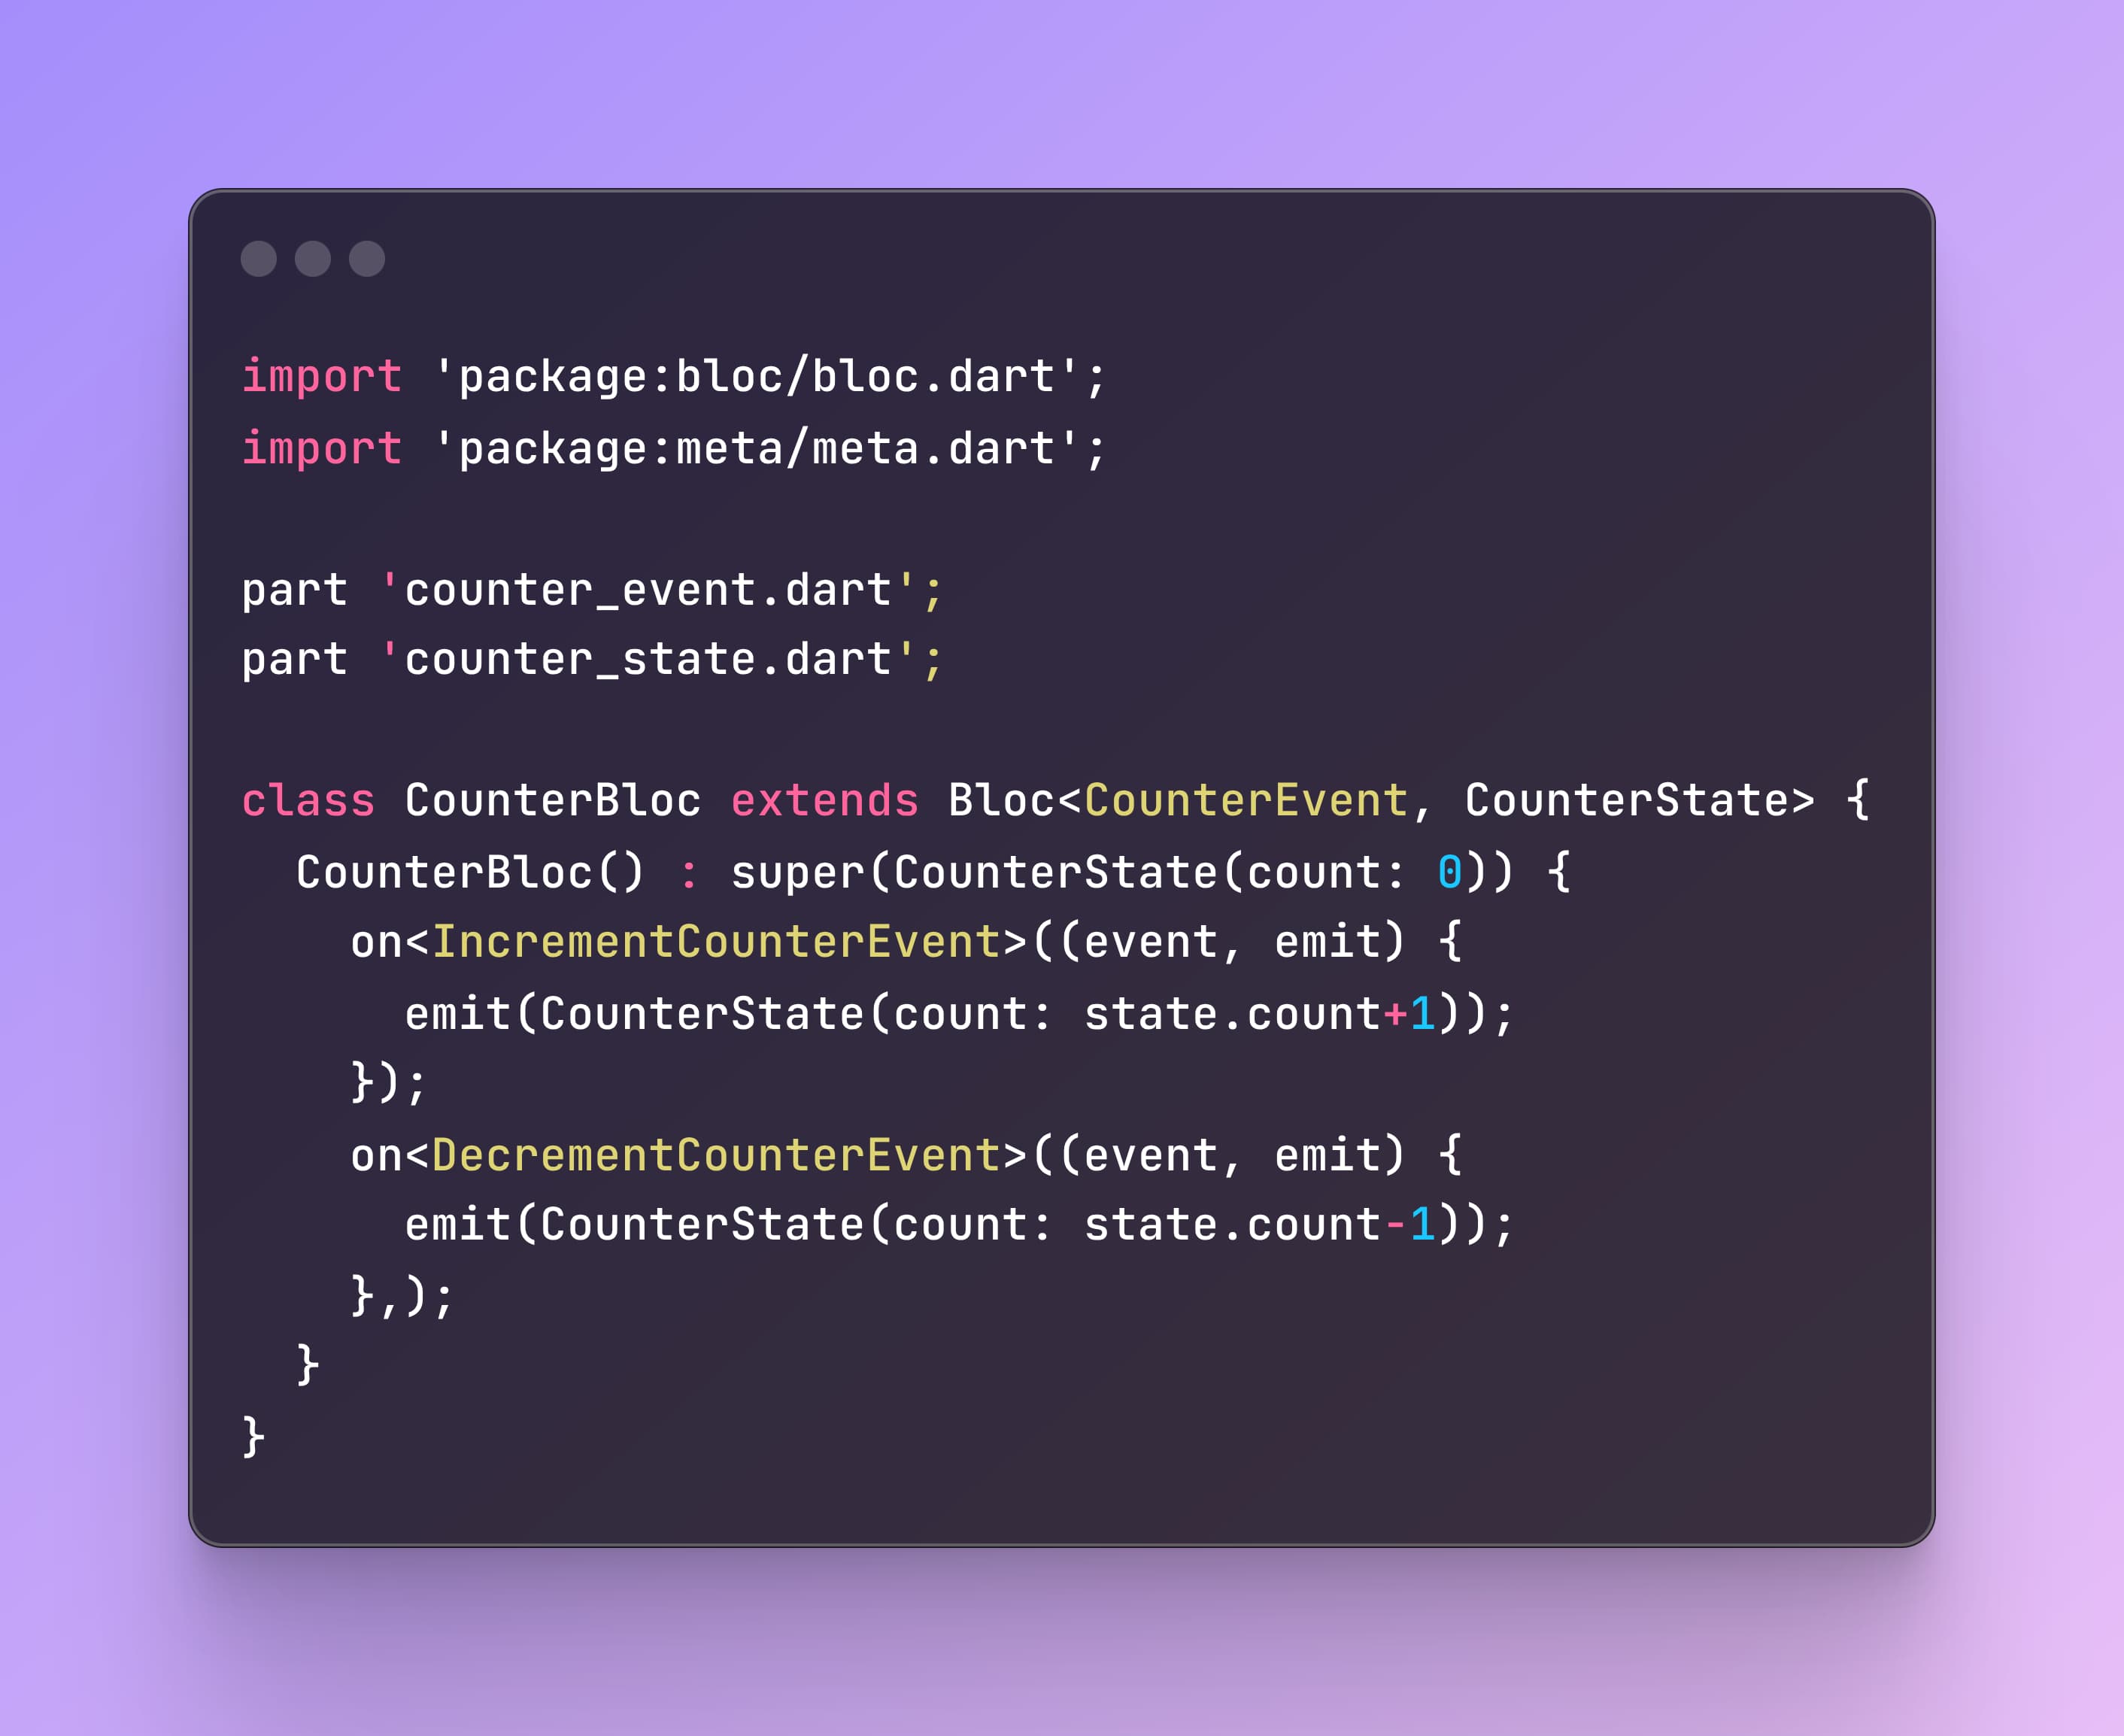 import 'package:bloc/bloc.dart';
import 'package:meta/meta.dart';

part 'counter_event.dart';
part 'counter_state.dart';

class CounterBloc extends Bloc<CounterEvent, CounterState> {
  CounterBloc() : super(CounterState(count: 0)) {
    on<IncrementCounterEvent>((event, emit) {
      emit(CounterState(count: state.count+1));
    });
    on<DecrementCounterEvent>((event, emit) {
      emit(CounterState(count: state.count-1));
    },);
  }
}